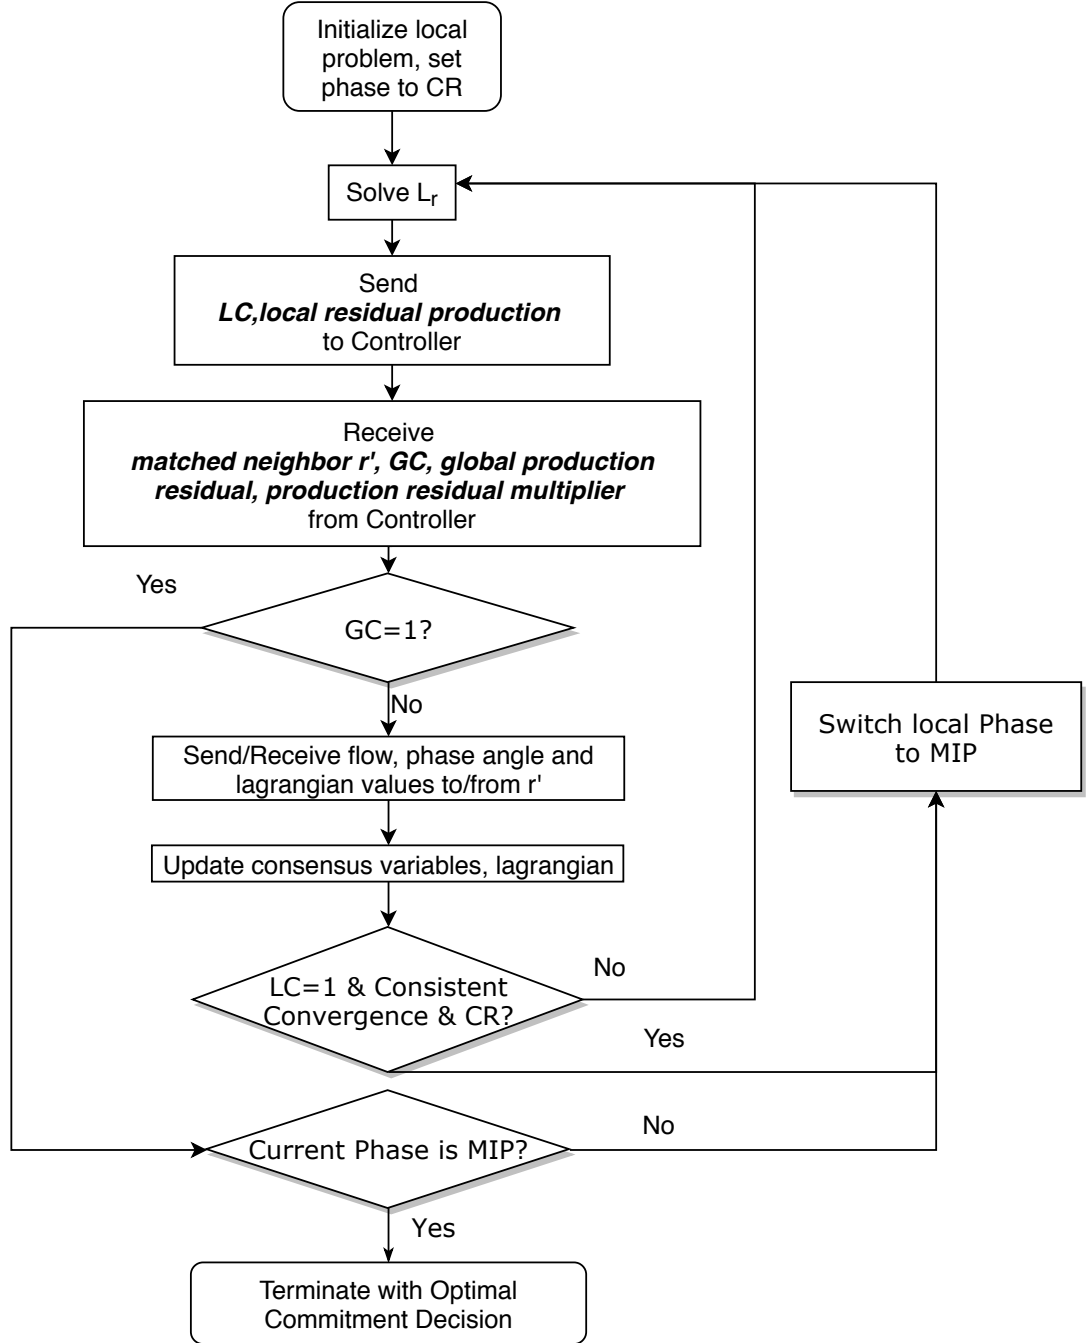 Initialize local
problem, set
phase to CR
Solve Lr
Send
LC,local residual production
to Controller
Receive
matched neighbor r', GC, global production
residual, production residual multiplier
from Controller
Yes
GC=1?
No
Send/Receive flow, phase angle and
lagrangian values to/from r'
Switch local Phase
to MIP
Update consensus variables, lagrangian
No
LC=1 & Consistent
Convergence & CR?
Yes
No
Current Phase is MIP?
Yes
Terminate with Optimal
Commitment Decision